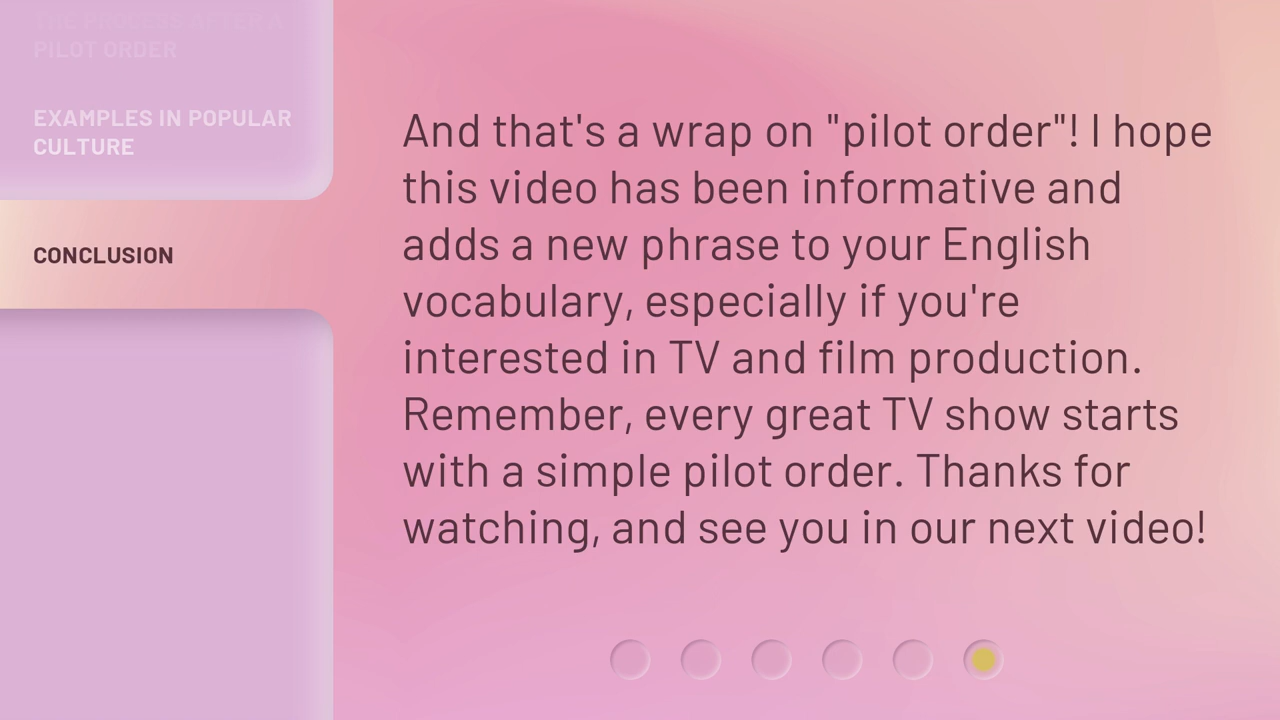 THE PROCESS AFTER A
PILOT ORDER
EXAMPLES IN POPULAR
CULTURE
CONCLUSION
And that's a wrap on "pilot order"! I hope
this video has been informative and
adds a new phrase to your English
vocabulary, especially if you're
interested in TV and film production.
Remember, every great TV show starts
with a simple pilot order. Thanks for
watching, and see you in our next video!